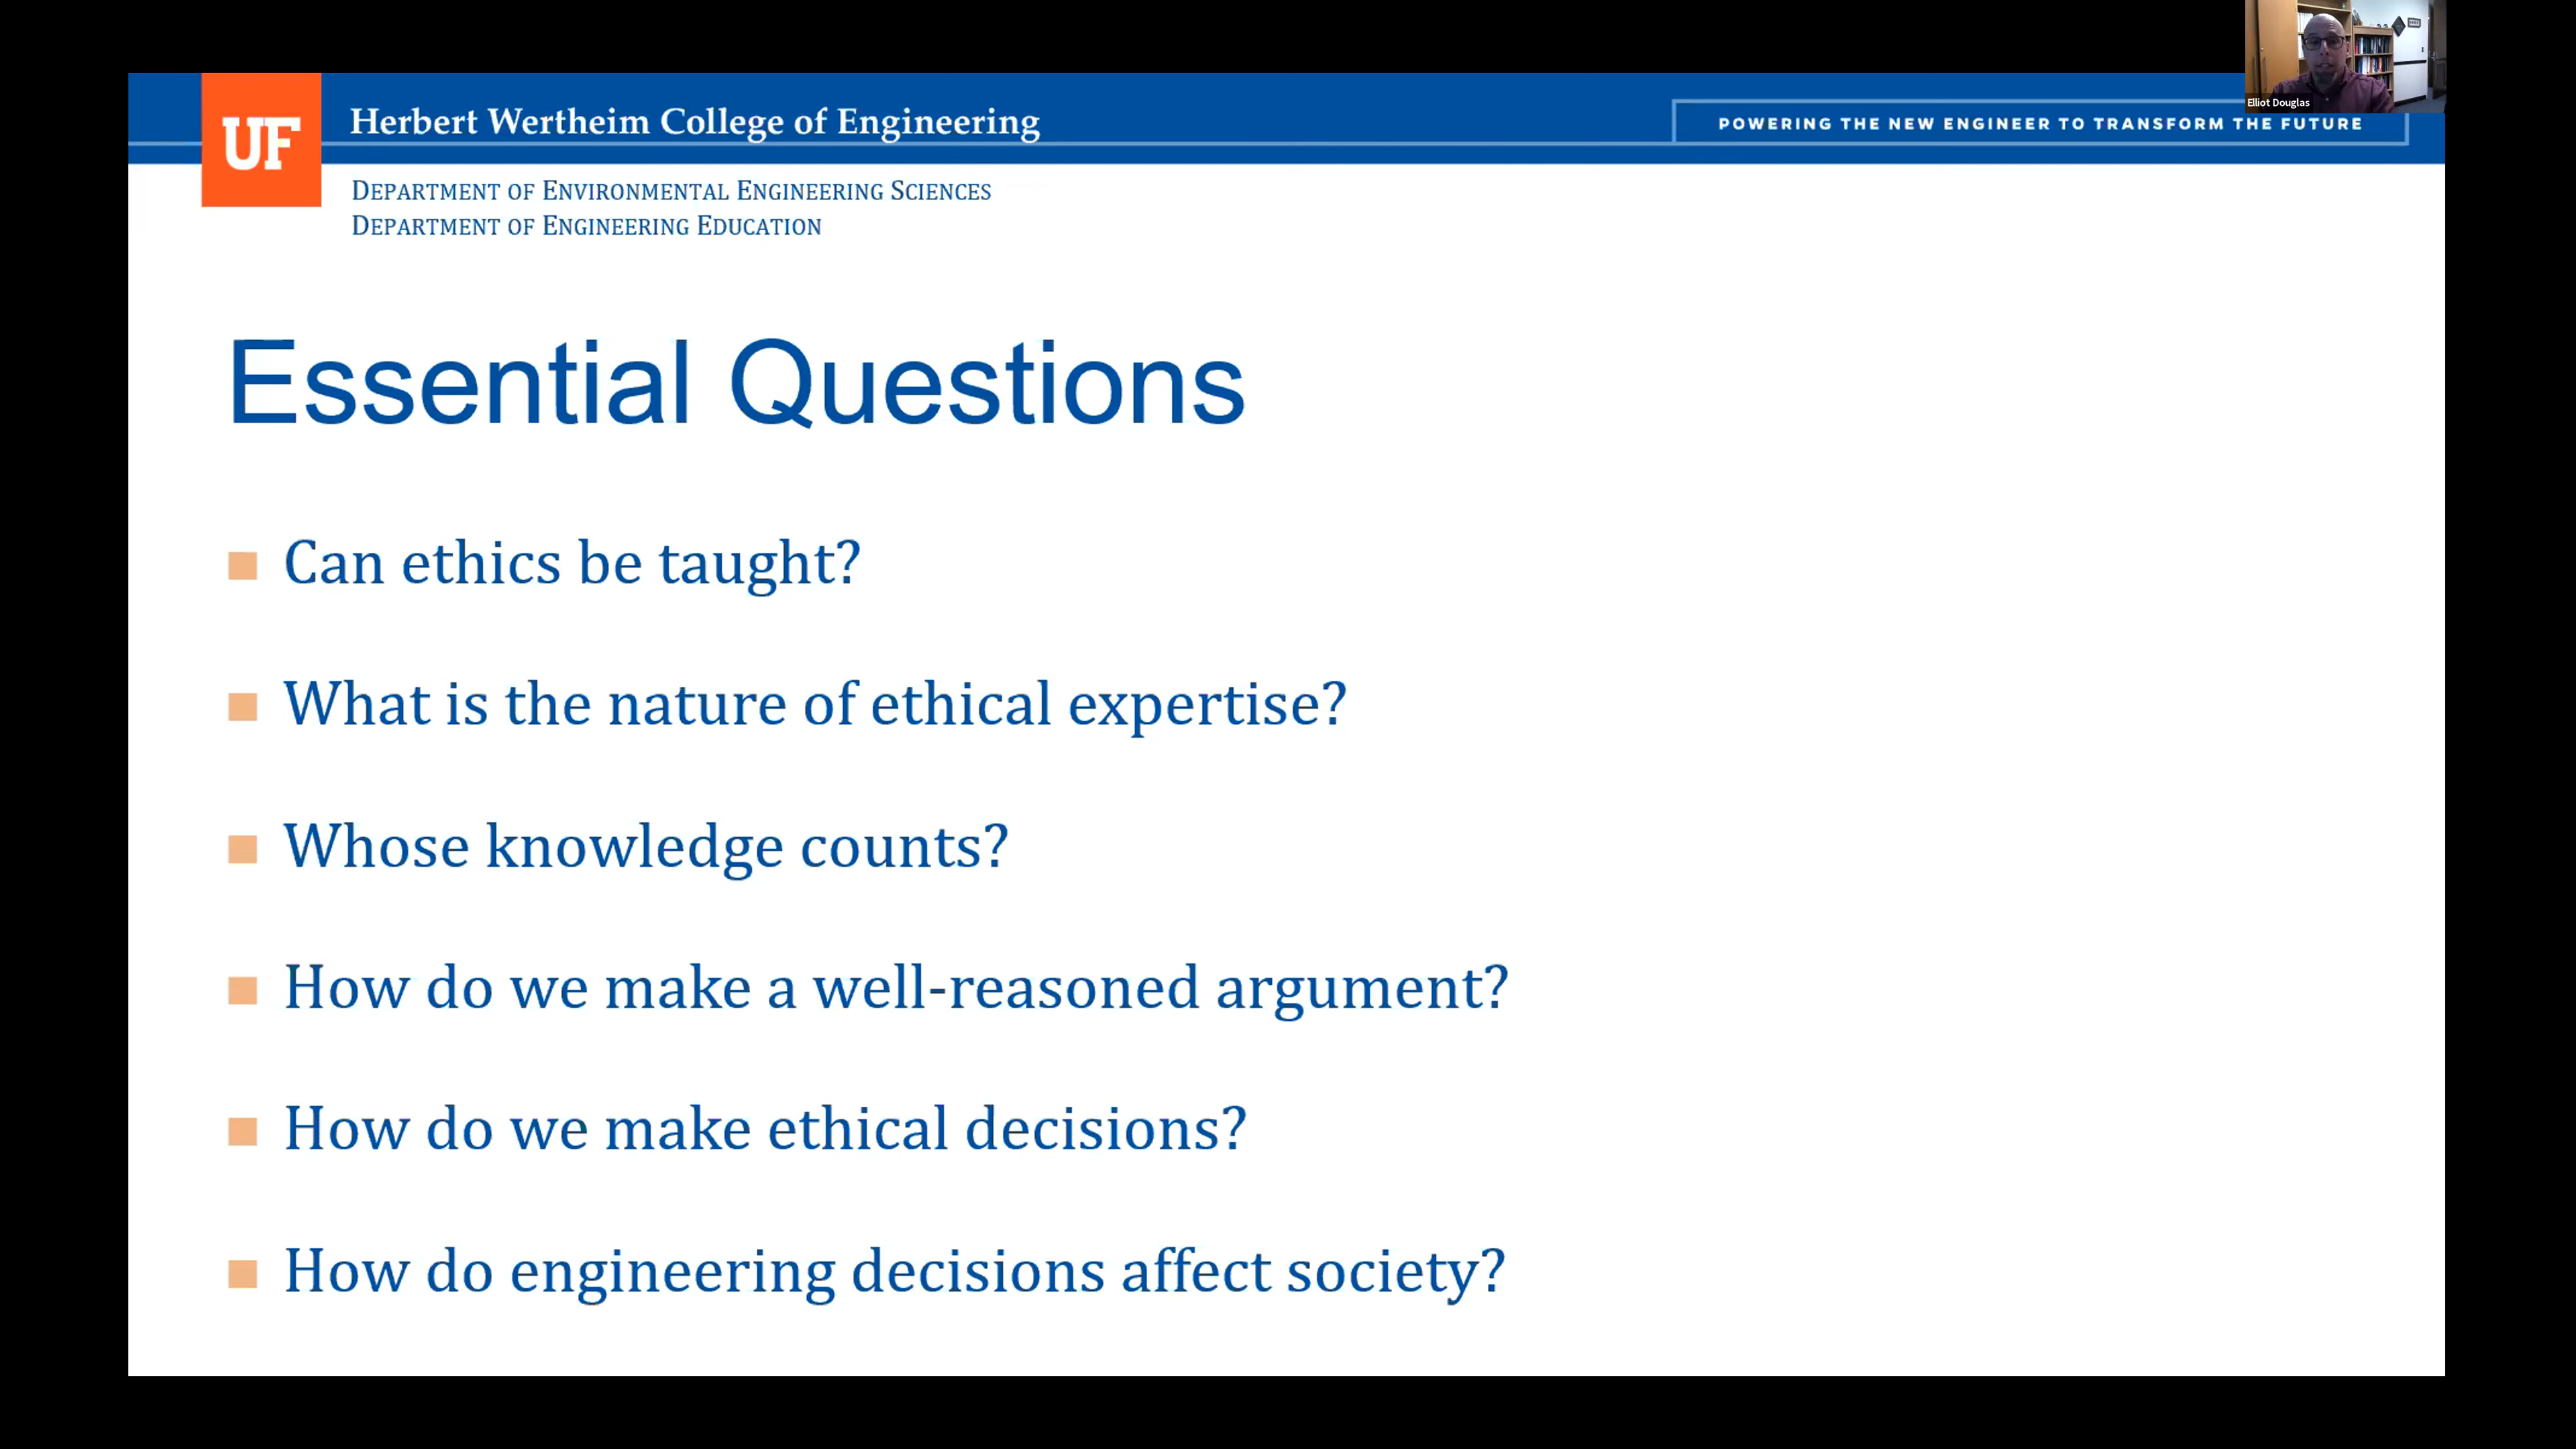 Elliot Douglas
UF
Herbert Wertheim College of Engineering
POWERING THE NEW ENGINEER TO TRANSFORM THE FUTURE
DEPARTMENT OF ENVIRONMENTAL ENGINEERING SCIENCES
DEPARTMENT OF ENGINEERING EDUCATION
Essential Questions
Can ethics be taught?
What is the nature of ethical expertise?
Whose knowledge counts?
How do we make a well-reasoned argument?
How do we make ethical decisions?
How do engineering decisions affect society?